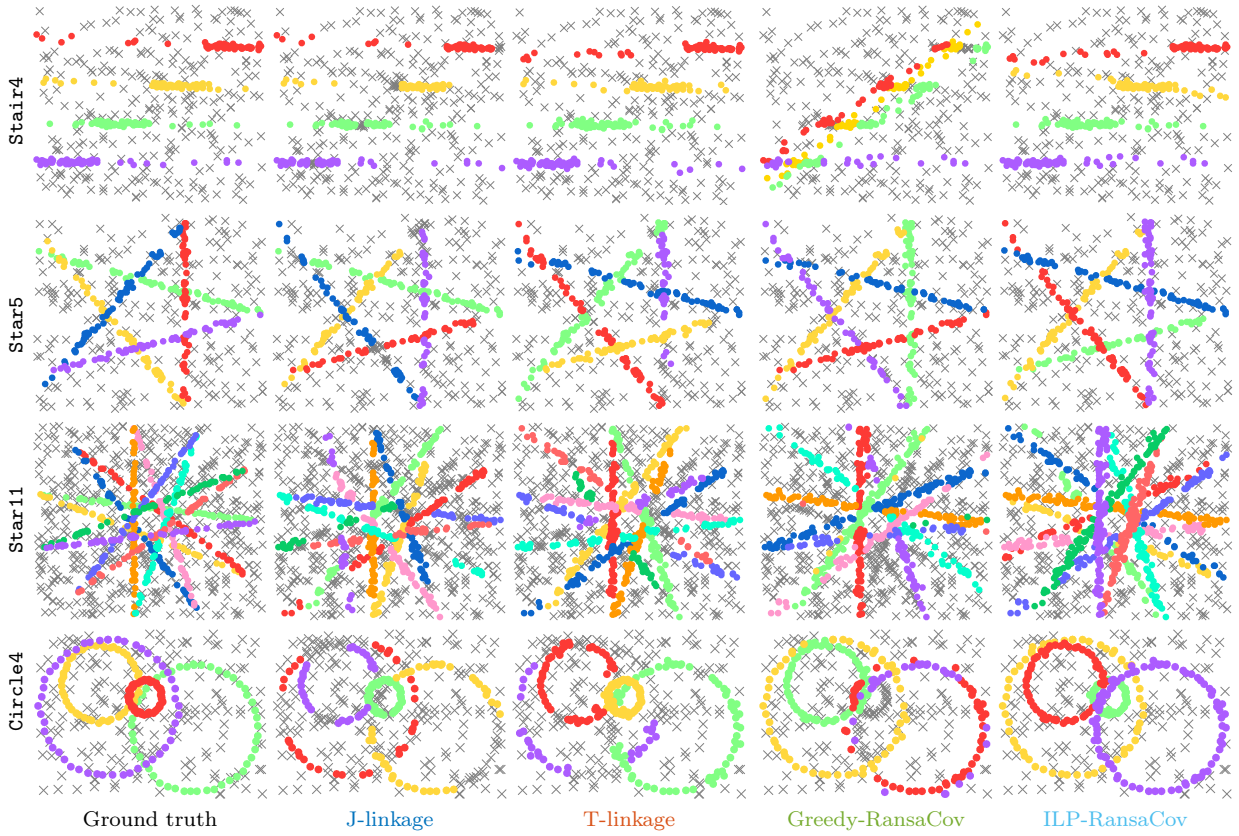 Stair4
Star5
Star11
Circle4
Ground truth
J-linkage
T-linkage
Greedy-RansaCov
ILP-RansaCov